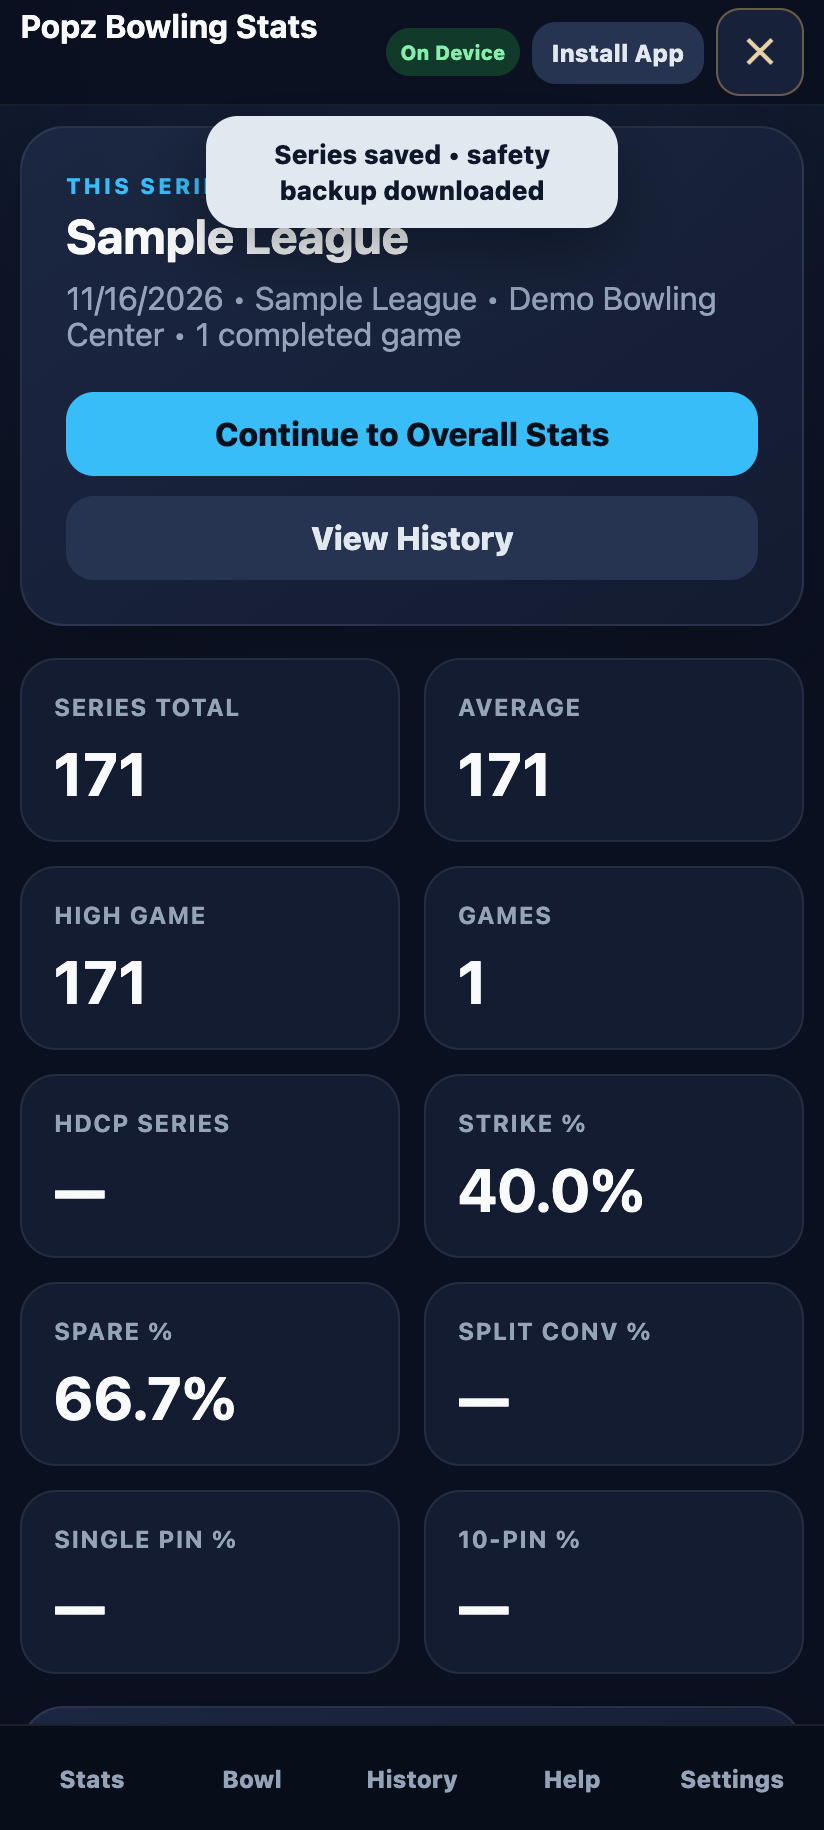 Popz Bowling Stats
On Device
Install App
Series saved • safety
backup downloaded
THIS SERI
Sample League
11/16/2026 • Sample League • Demo Bowling
Center • 1 completed game
Continue to Overall Stats
View History
SERIES TOTAL
171
AVERAGE
171
HIGH GAME
171
GAMES
1
HDCP SERIES
—
STRIKE %
40.0%
SPARE %
66.7%
SPLIT CONV %
—
SINGLE PIN %
—
10-PIN %
—
Stats
Bowl
History
Help
Settings